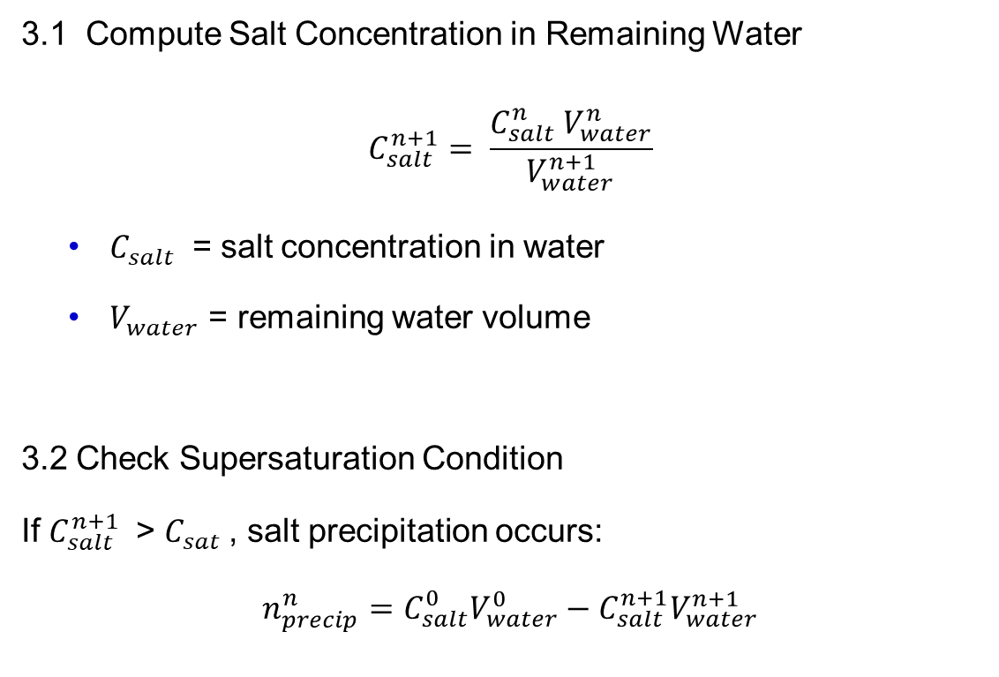 3.1 Compute Salt Concentration in Remaining Water
$C_{salt}^{n+1} = \frac{C_{salt}^{n} \, V_{water}^{n}}{V_{water}^{n+1}}$
• $C_{salt}$ = salt concentration in water
• $V_{water}$ = remaining water volume
3.2 Check Supersaturation Condition
If $C_{salt}^{n+1}$ > $C_{sat}$ , salt precipitation occurs:
$n_{precip}^{n} = C_{salt}^{0} V_{water}^{0} - C_{salt}^{n+1} V_{water}^{n+1}$